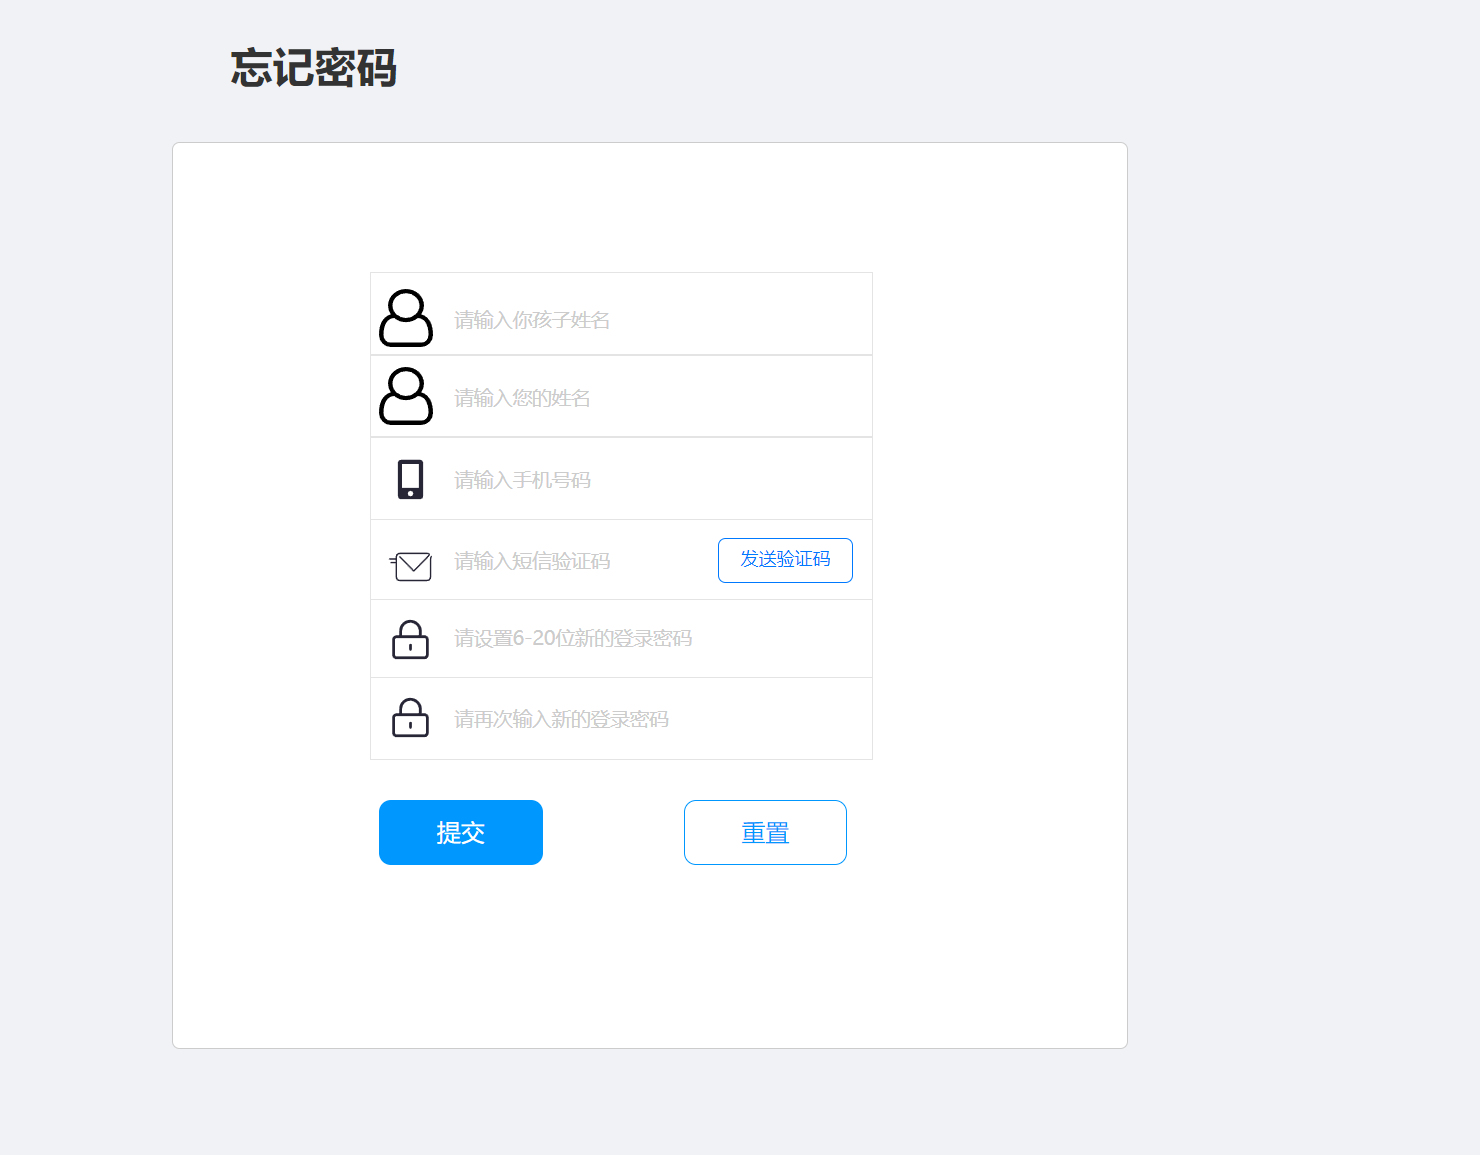 忘记密码
请输入你孩子姓名
请输入您的姓名
请输入手机号码
请输入短信验证码
发送验证码
请设置6-20位新的登录密码
请再次输入新的登录密码
提交
重置